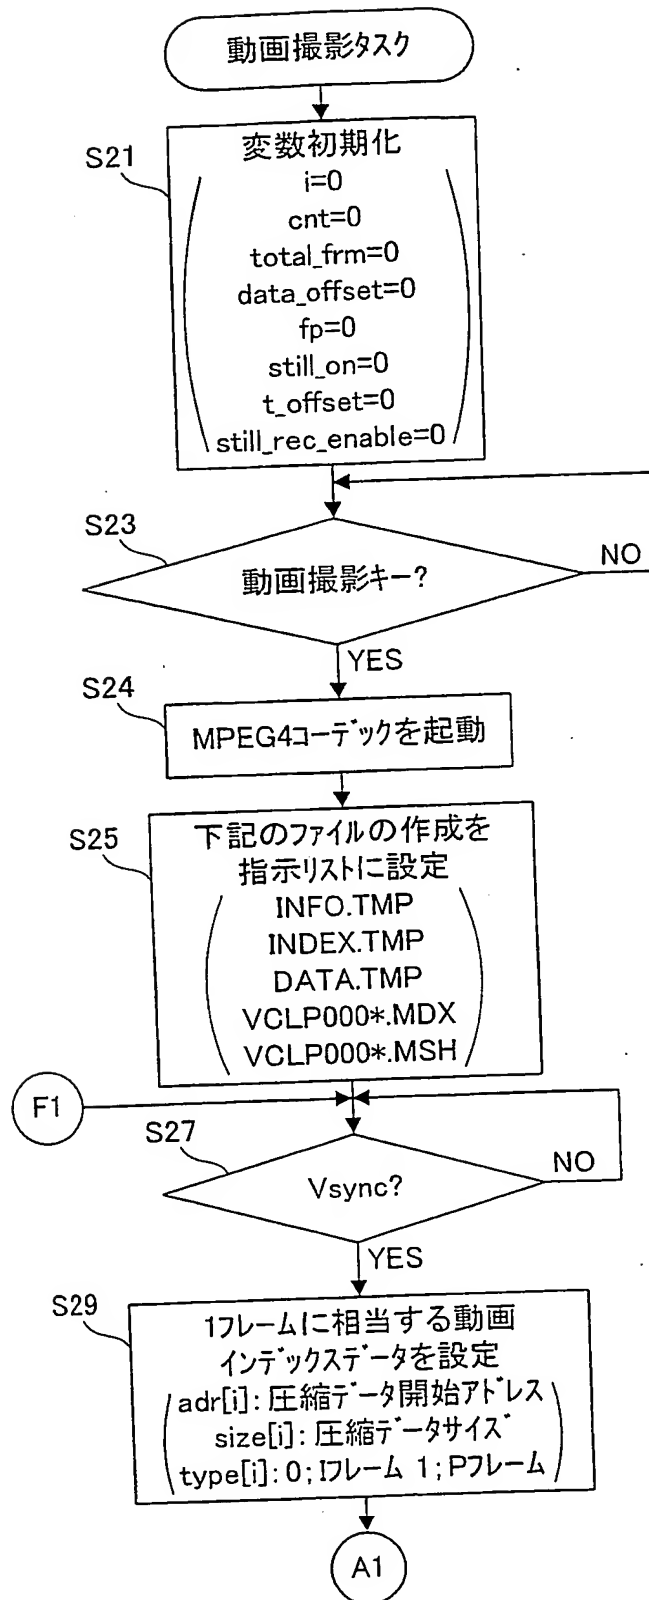 動画撮影タスク
S21
変数初期化
i=0
cnt=0
total_frm=0
data_offset=0
fp=0
still_on=0
t_offset=0
still_rec_enable=0
S23
動画撮影キー?
NO
YES
S24
MPEG4コーデックを起動
S25
下記のファイルの作成を
指示リストに設定
INFO.TMP
INDEX.TMP
DATA.TMP
VCLP000*.MDX
VCLP000*.MSH
F1
S27
Vsync?
NO
YES
S29
1フレームに相当する動画
インデックスデータを設定
adr[i]: 圧縮データ開始アドレス
size[i]: 圧縮データサイズ
type[i]: 0; Iフレーム 1; Pフレーム
A1